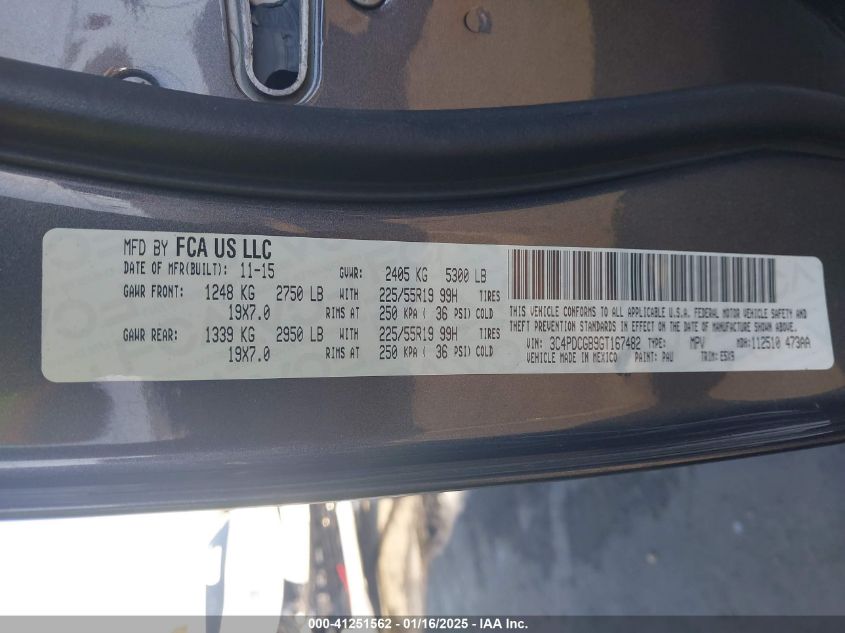 MFD BY FCA US LLC
DATE OF MFR(BUILT): 11-15 GVWR: 2405 KG 5300 LB
GAWR FRONT: 1248 KG 2750 LB WITH 225/55R19 99H TIRES
19X7.0 RIMS AT 250 KPA ( 36 PSI) COLD
GAWR REAR: 1339 KG 2950 LB WITH 225/55R19 99H TIRES
19X7.0 RIMS AT 250 KPA ( 36 PSI) COLD
THIS VEHICLE CONFORMS TO ALL APPLICABLE U.S.A. FEDERAL MOTOR VEHICLE SAFETY AND
THEFT PREVENTION STANDARDS IN EFFECT ON THE DATE OF MANUFACTURE SHOWN ABOVE.
VIN: 3C4PDCGB9GT167482 TYPE: MPV MDH: 112510 473AA
VEHICLE MADE IN MEXICO PAINT: PAU TRIM: E5X9
000-41251562 - 01/16/2025 - IAA Inc.